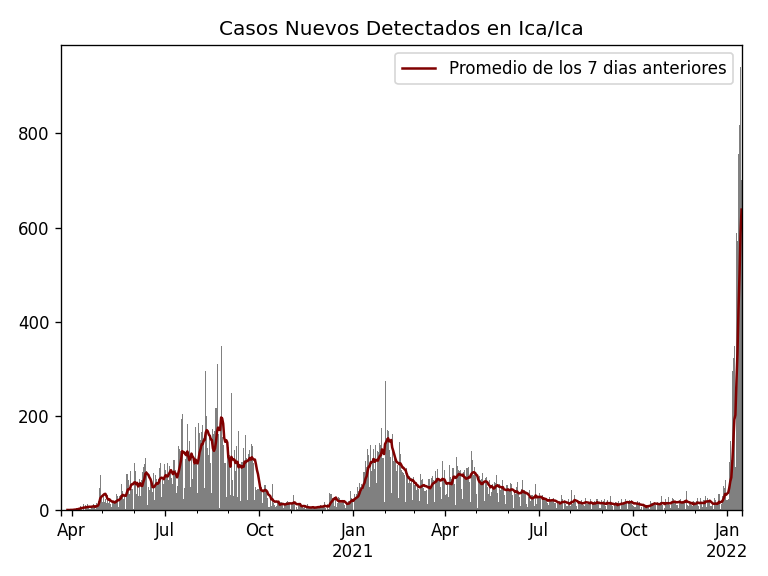 Casos Nuevos Detectados en Ica/Ica
Promedio de los 7 dias anteriores
800
600
400
200
0
Apr Jul Oct Jan Apr Jul Oct Jan
2021 2022